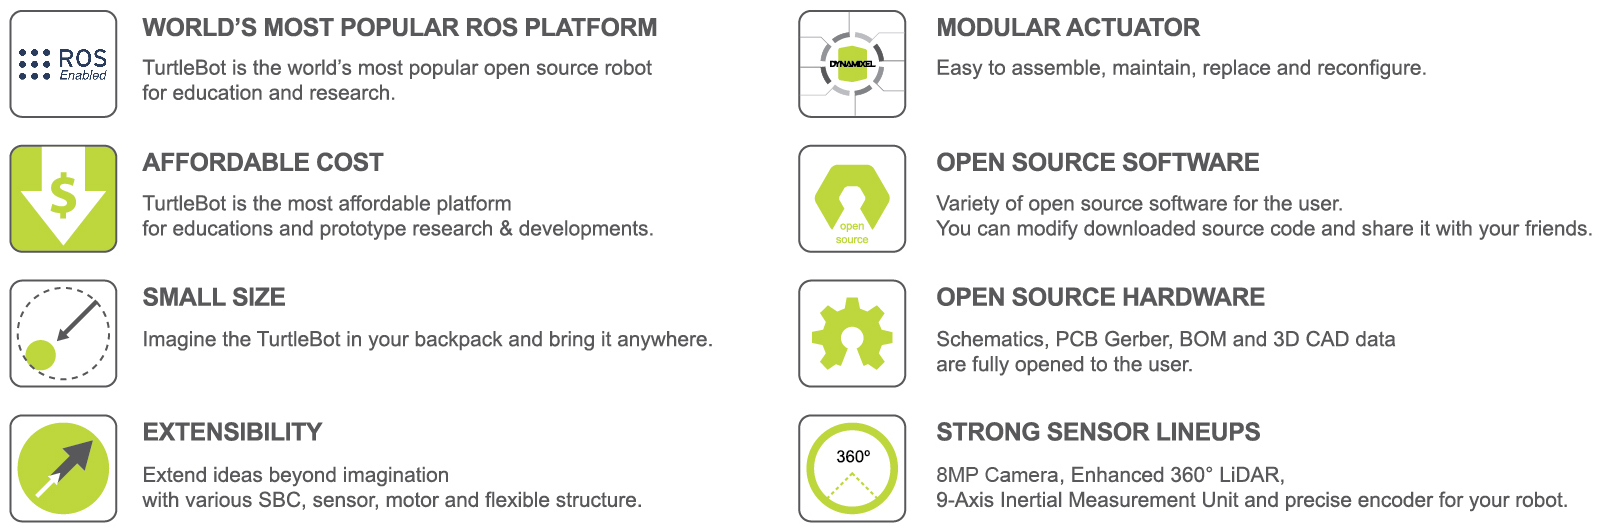 ROS
Enabled
WORLD’S MOST POPULAR ROS PLATFORM
TurtleBot is the world’s most popular open source robot
for education and research.
$
AFFORDABLE COST
TurtleBot is the most affordable platform
for educations and prototype research & developments.
SMALL SIZE
Imagine the TurtleBot in your backpack and bring it anywhere.
EXTENSIBILITY
Extend ideas beyond imagination
with various SBC, sensor, motor and flexible structure.
DYNAMIXEL
MODULAR ACTUATOR
Easy to assemble, maintain, replace and reconfigure.
open
source
OPEN SOURCE SOFTWARE
Variety of open source software for the user.
You can modify downloaded source code and share it with your friends.
OPEN SOURCE HARDWARE
Schematics, PCB Gerber, BOM and 3D CAD data
are fully opened to the user.
360º
STRONG SENSOR LINEUPS
8MP Camera, Enhanced 360° LiDAR,
9-Axis Inertial Measurement Unit and precise encoder for your robot.